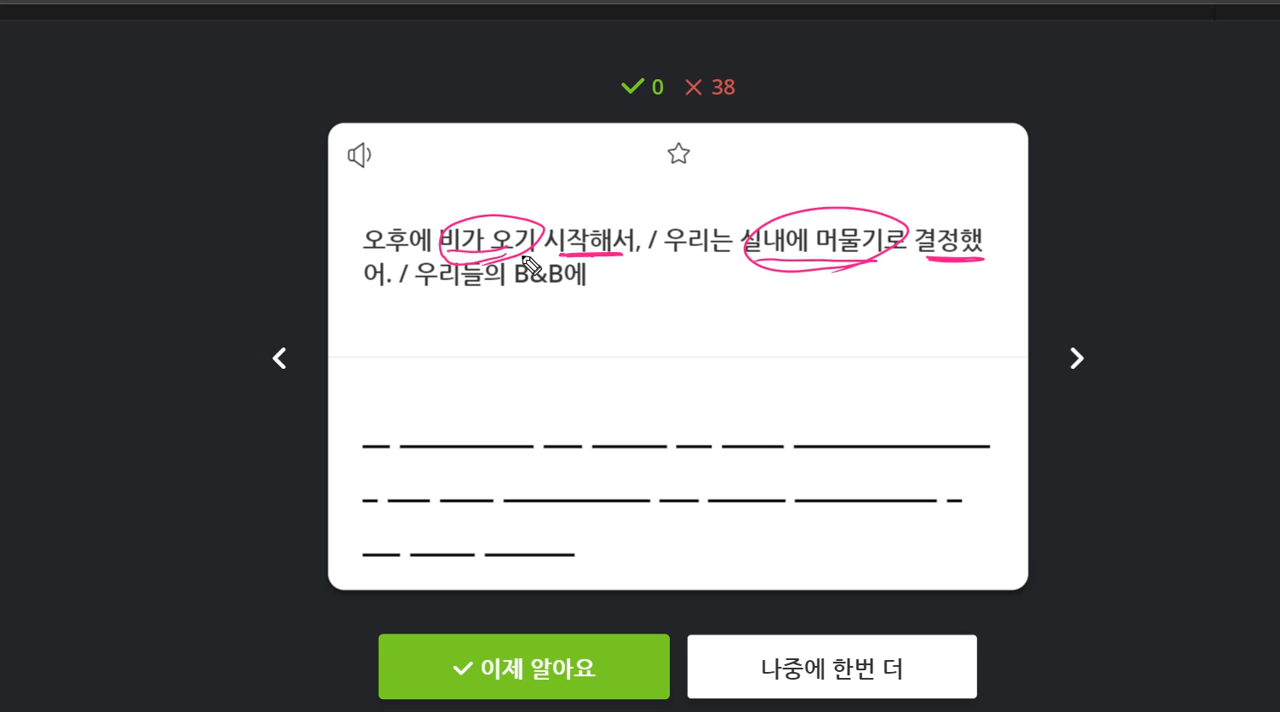 0 38
오후에 비가 오기 시작해서, / 우리는 실내에 머물기로 결정했
어. / 우리들의 B&B에
이제 알아요
나중에 한번 더